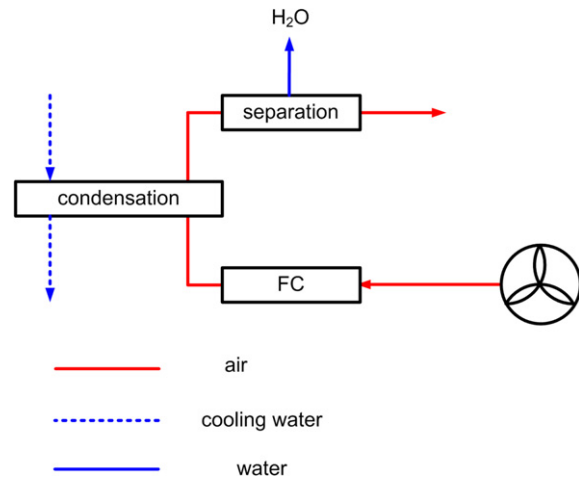 H₂O
separation
condensation
FC
air
cooling water
water